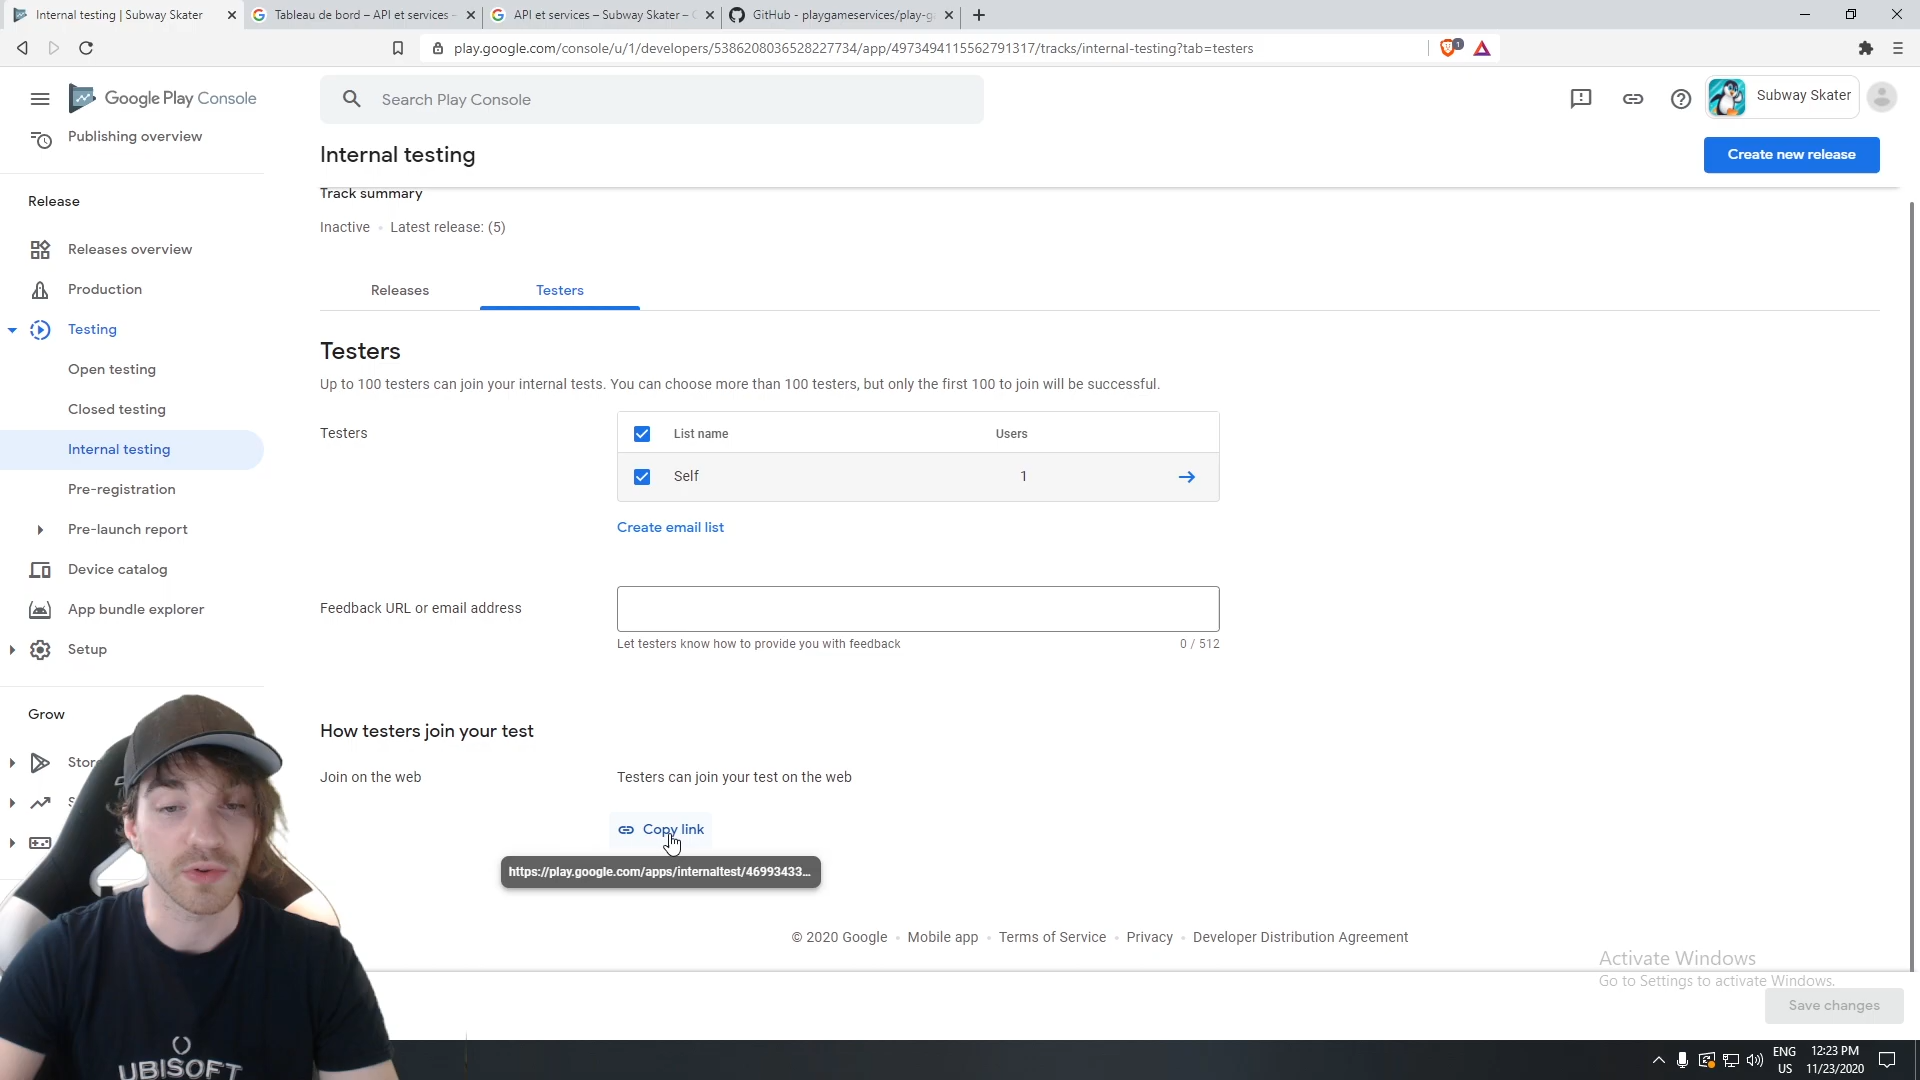 Internal testing | Subway Skater
Tableau de bord – API et services –
API et services – Subway Skater –
GitHub - playgameservices/play-g
play.google.com/console/u/1/developers/5386208036528227734/app/4973494115562791317/tracks/internal-testing?tab=testers
1
Google Play Console
Search Play Console
Subway Skater
Publishing overview
Internal testing
Create new release
Track summary
Release
Inactive • Latest release: (5)
Releases overview
Production
Releases
Testers
Testing
Testers
Open testing
Up to 100 testers can join your internal tests. You can choose more than 100 testers, but only the first 100 to join will be successful.
Closed testing
Testers
List name
Users
Internal testing
Self
1
Pre-registration
Create email list
Pre-launch report
Device catalog
App bundle explorer
Feedback URL or email address
Let testers know how to provide you with feedback
0 / 512
Setup
Grow
How testers join your test
Stor
Join on the web
Testers can join your test on the web
S
Copy link
https://play.google.com/apps/internaltest/46993433...
© 2020 Google • Mobile app • Terms of Service • Privacy • Developer Distribution Agreement
Activate Windows
Go to Settings to activate Windows.
Save changes
UBISOFT
ENG
US
12:23 PM
11/23/2020